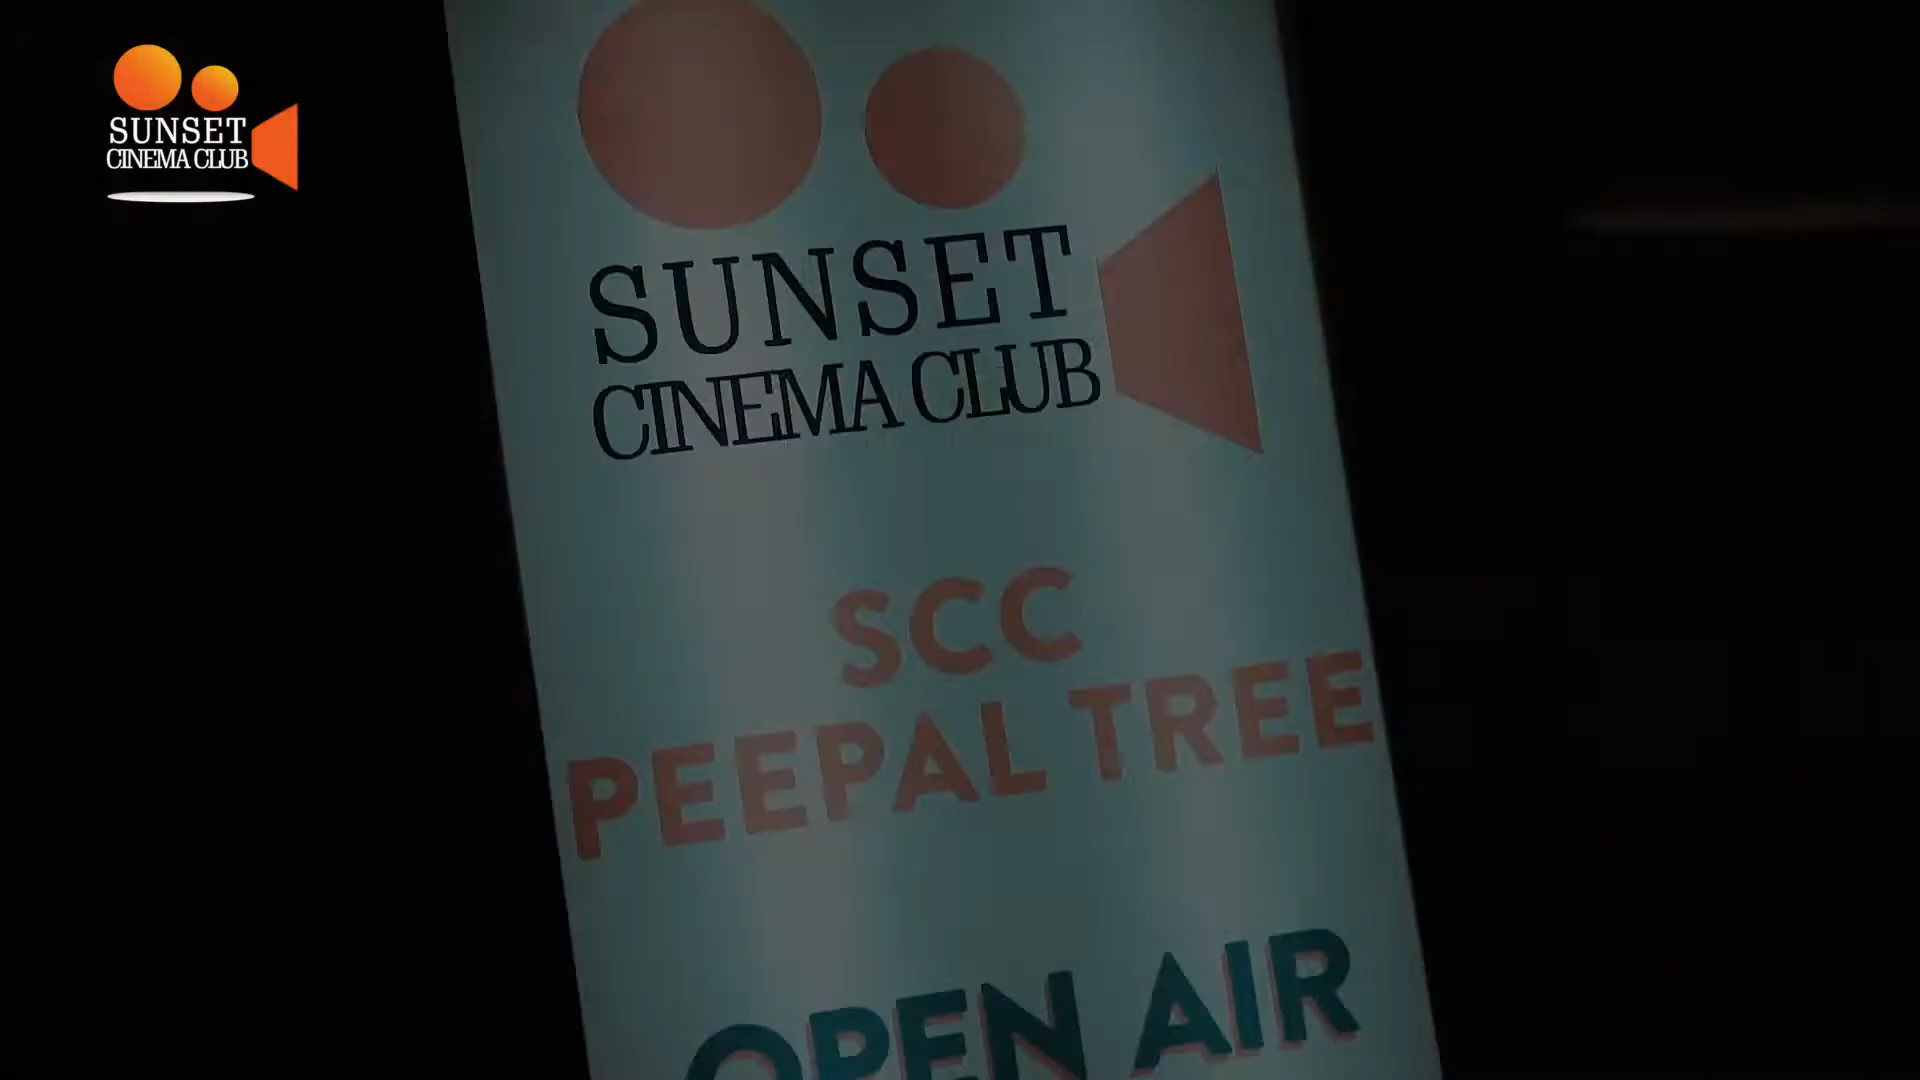 SUNSET
CINEMA CLUB
SUNSET
CINEMA CLUB
SCC
PEEPAL TREE
OPEN AIR